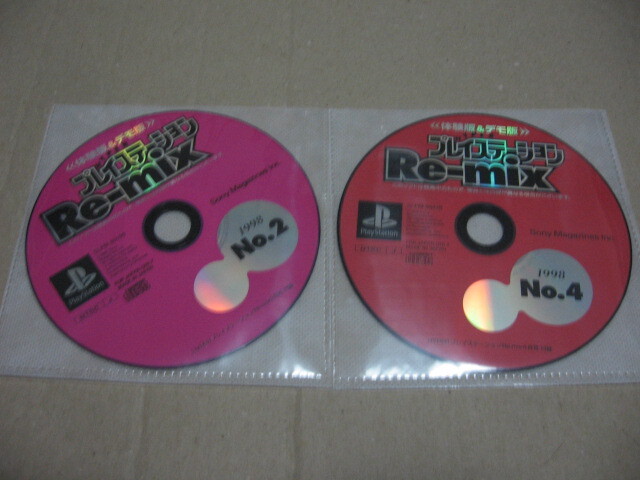 <<体験版&デモ版>>
プレイステーション
Re-mix
Sony Magazines Inc.
1998
No.2
PlayStation
<<体験版&デモ版>>
プレイステーション
Re-mix
Sony Magazines Inc.
PlayStation
1998
No.4